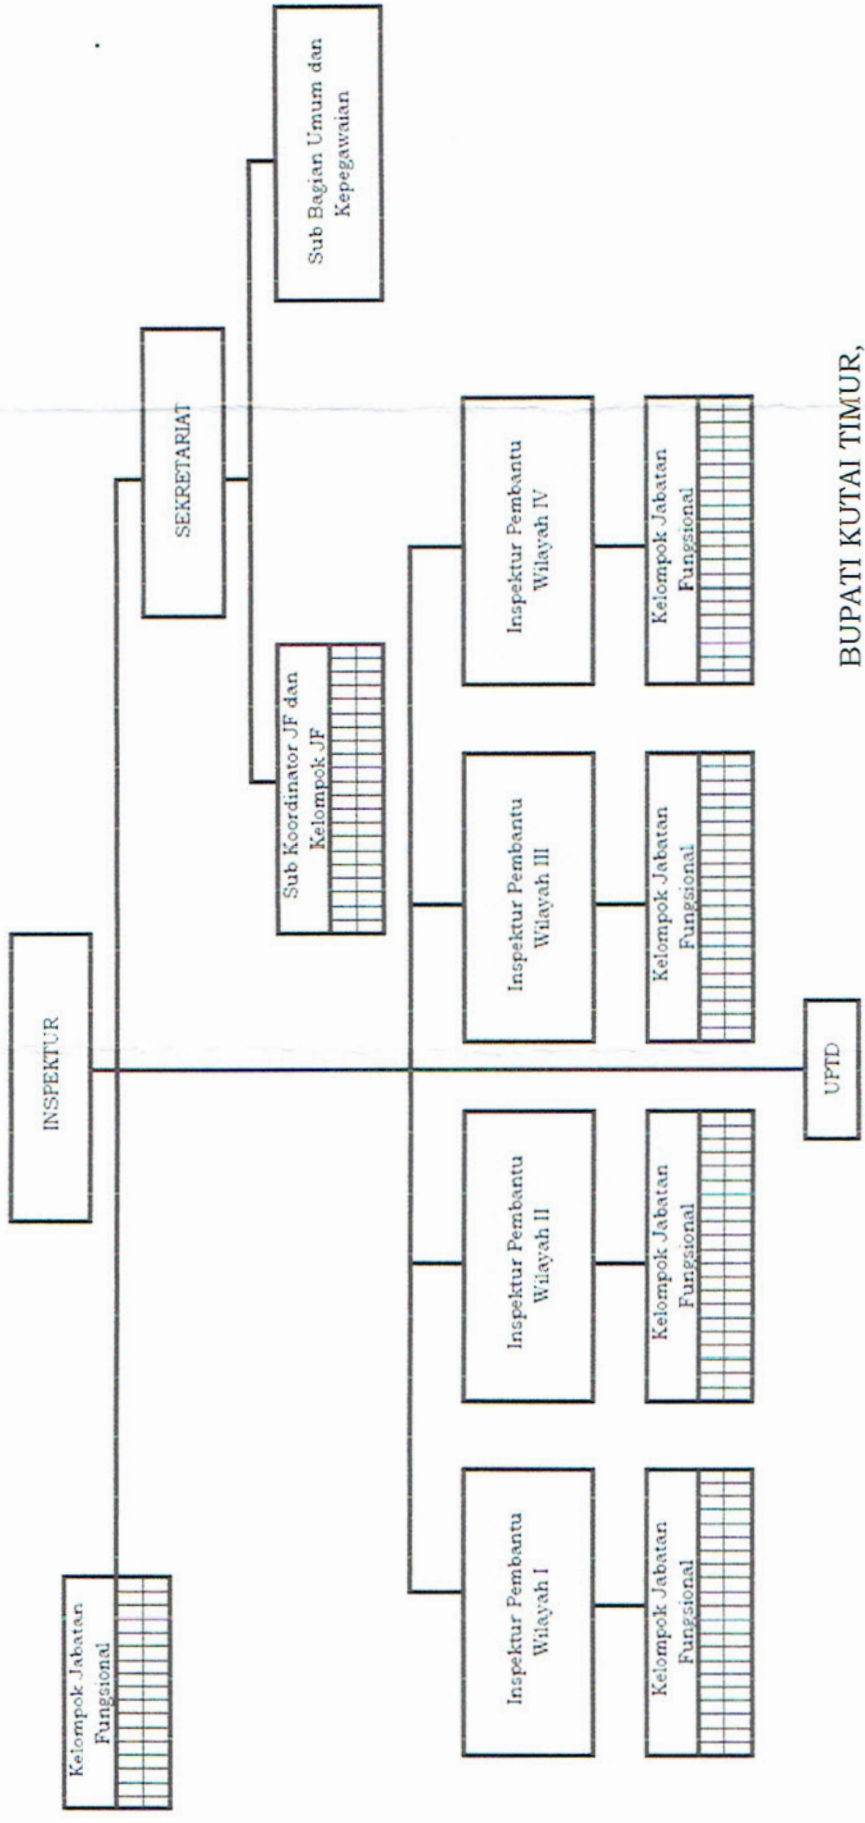 INSPEKTUR
Kelompok Jabatan
Fungsional
SEKRETARIAT
Sub Koordinator JF dan
Kelompok JF
Sub Bagian Umum dan
Kepegawaian
Inspektur Pembantu
Wilayah I
Inspektur Pembantu
Wilayah II
Inspektur Pembantu
Wilayah III
Inspektur Pembantu
Wilayah IV
Kelompok Jabatan
Fungsional
Kelompok Jabatan
Fungsional
Kelompok Jabatan
Fungsional
Kelompok Jabatan
Fungsional
UPTD
BUPATI KUTAI TIMUR,